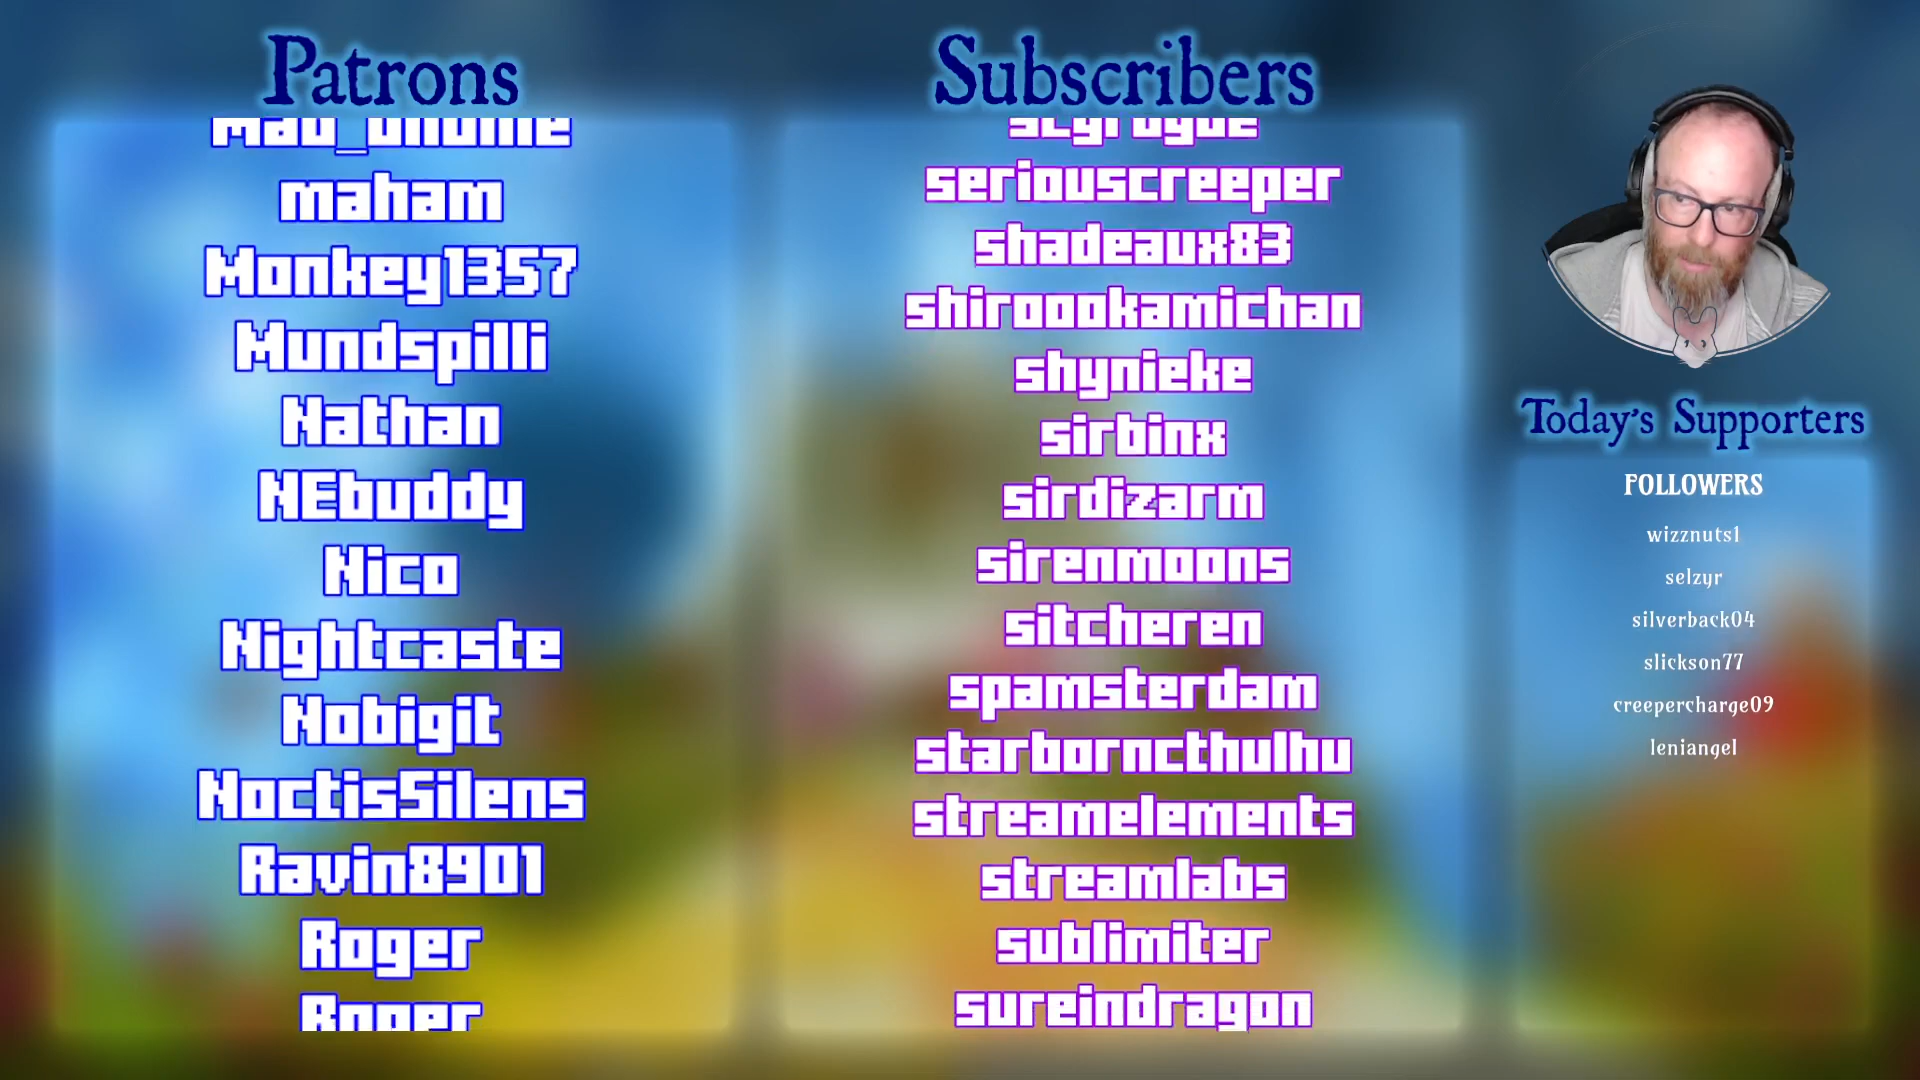 Patrons
maham
Monkey1357
Mundspilli
Nathan
NEbuddy
Nico
Nightcaste
Nobigit
NoctisSilens
Ravin8901
Roger
Roger
Subscribers
seriouscreeper
shadeaux83
shiroookamichan
shynieke
sirbinx
sirdizarm
sirenmoons
sitcheren
spamsterdam
starborncthulhu
streamelements
streamlabs
sublimiter
sureindragon
Today's Supporters
FOLLOWERS
wizznuts1
selzyr
silverback04
slickson77
creepercharge09
leniangel